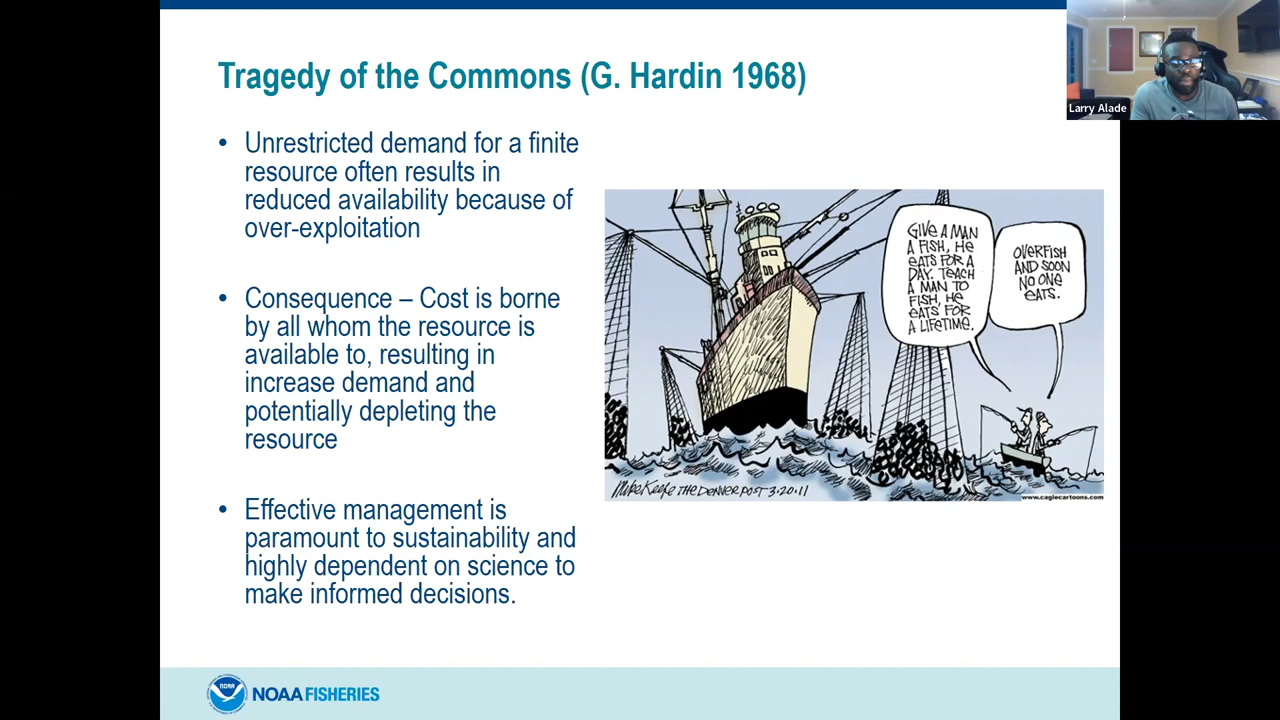 Tragedy of the Commons (G. Hardin 1968)
• Unrestricted demand for a finite
resource often results in
reduced availability because of
over-exploitation
• Consequence – Cost is borne
by all whom the resource is
available to, resulting in
increase demand and
potentially depleting the
resource
• Effective management is
paramount to sustainability and
highly dependent on science to
make informed decisions.
GIVE A MAN
A FISH, HE
EATS FOR A
DAY. TEACH
A MAN TO
FISH, HE
EATS FOR
A LIFETIME.
OVERFISH
AND SOON
NO ONE
EATS.
MIKE KEEFE THE DENVER POST 3·20·11
www.caglecartoons.com
Larry Alade
NOAA
NOAA FISHERIES